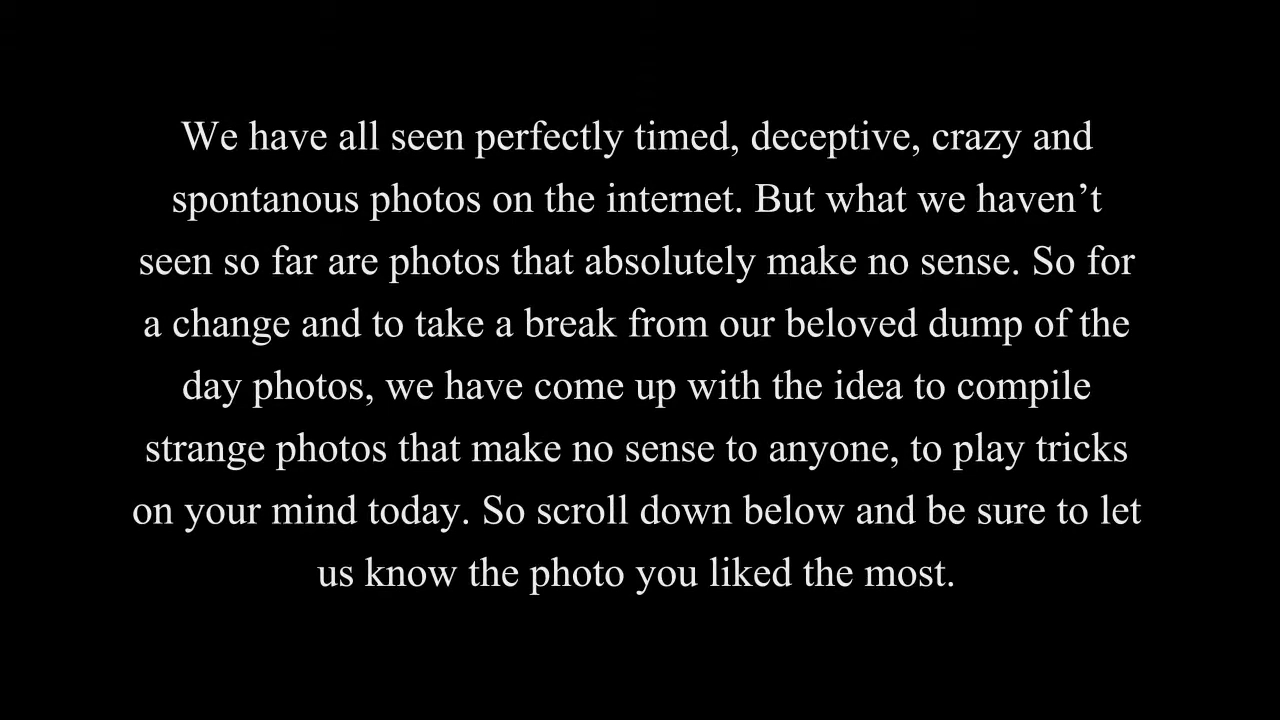 We have all seen perfectly timed, deceptive, crazy and
spontanous photos on the internet. But what we haven’t
seen so far are photos that absolutely make no sense. So for
a change and to take a break from our beloved dump of the
day photos, we have come up with the idea to compile
strange photos that make no sense to anyone, to play tricks
on your mind today. So scroll down below and be sure to let
us know the photo you liked the most.